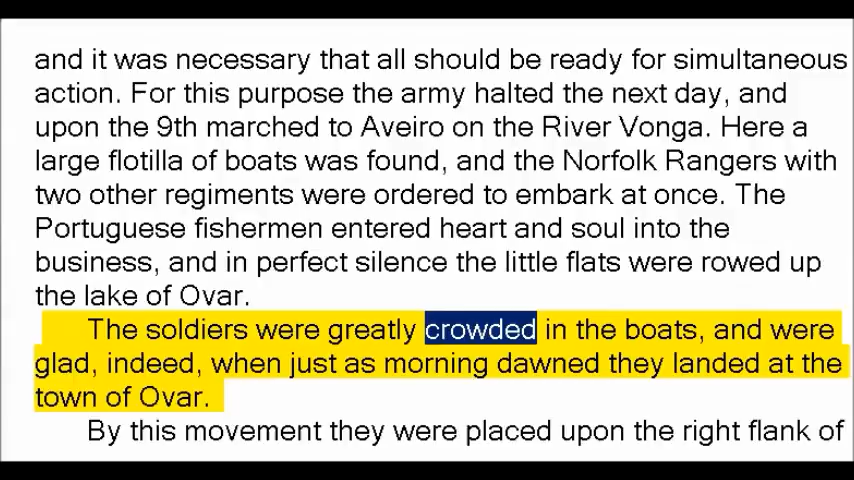 and it was necessary that all should be ready for simultaneous
action. For this purpose the army halted the next day, and
upon the 9th marched to Aveiro on the River Vonga. Here a
large flotilla of boats was found, and the Norfolk Rangers with
two other regiments were ordered to embark at once. The
Portuguese fishermen entered heart and soul into the
business, and in perfect silence the little flats were rowed up
the lake of Ovar.
The soldiers were greatly crowded in the boats, and were
glad, indeed, when just as morning dawned they landed at the
town of Ovar.
By this movement they were placed upon the right flank of